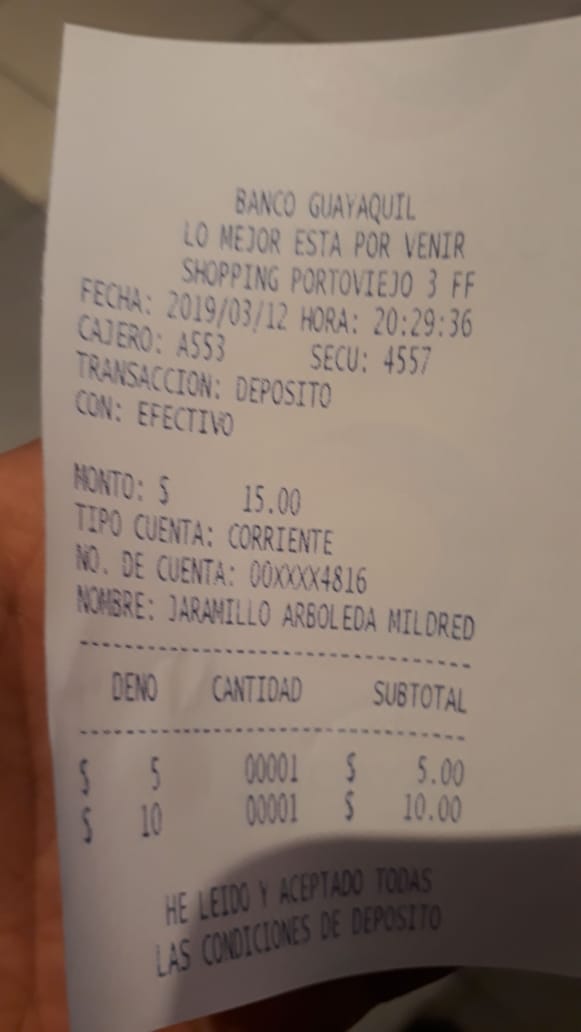 BANCO GUAYAQUIL
LO MEJOR ESTA POR VENIR
SHOPPING PORTOVIEJO 3 FF
FECHA: 2019/03/12 HORA: 20:29:36
CAJERO: A553 SECU: 4557
TRANSACCION: DEPOSITO
CON: EFECTIVO
MONTO: $ 15.00
TIPO CUENTA: CORRIENTE
NO. DE CUENTA: 00XXXX4816
NOMBRE: JARAMILLO ARBOLEDA MILDRED
--------------------------------
DENO CANTIDAD SUBTOTAL
--------------------------------
$ 5 00001 $ 5.00
$ 10 00001 $ 10.00
HE LEIDO Y ACEPTADO TODAS
LAS CONDICIONES DE DEPOSITO